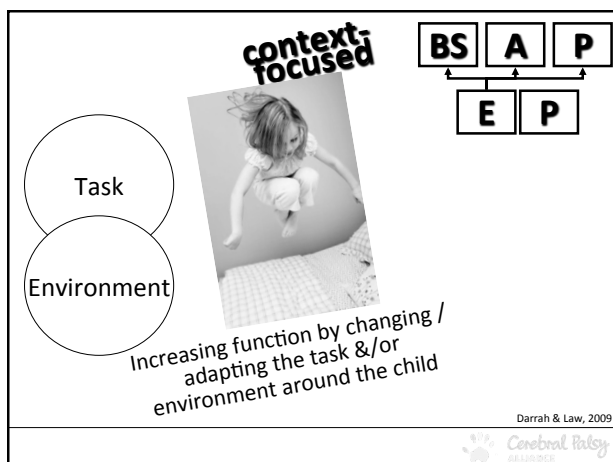 context-
focused
BS A P
E P
Task
Environment
Increasing function by changing /
adapting the task &/or
environment around the child
Darrah & Law, 2009
Cerebral Palsy
ALLIANCE